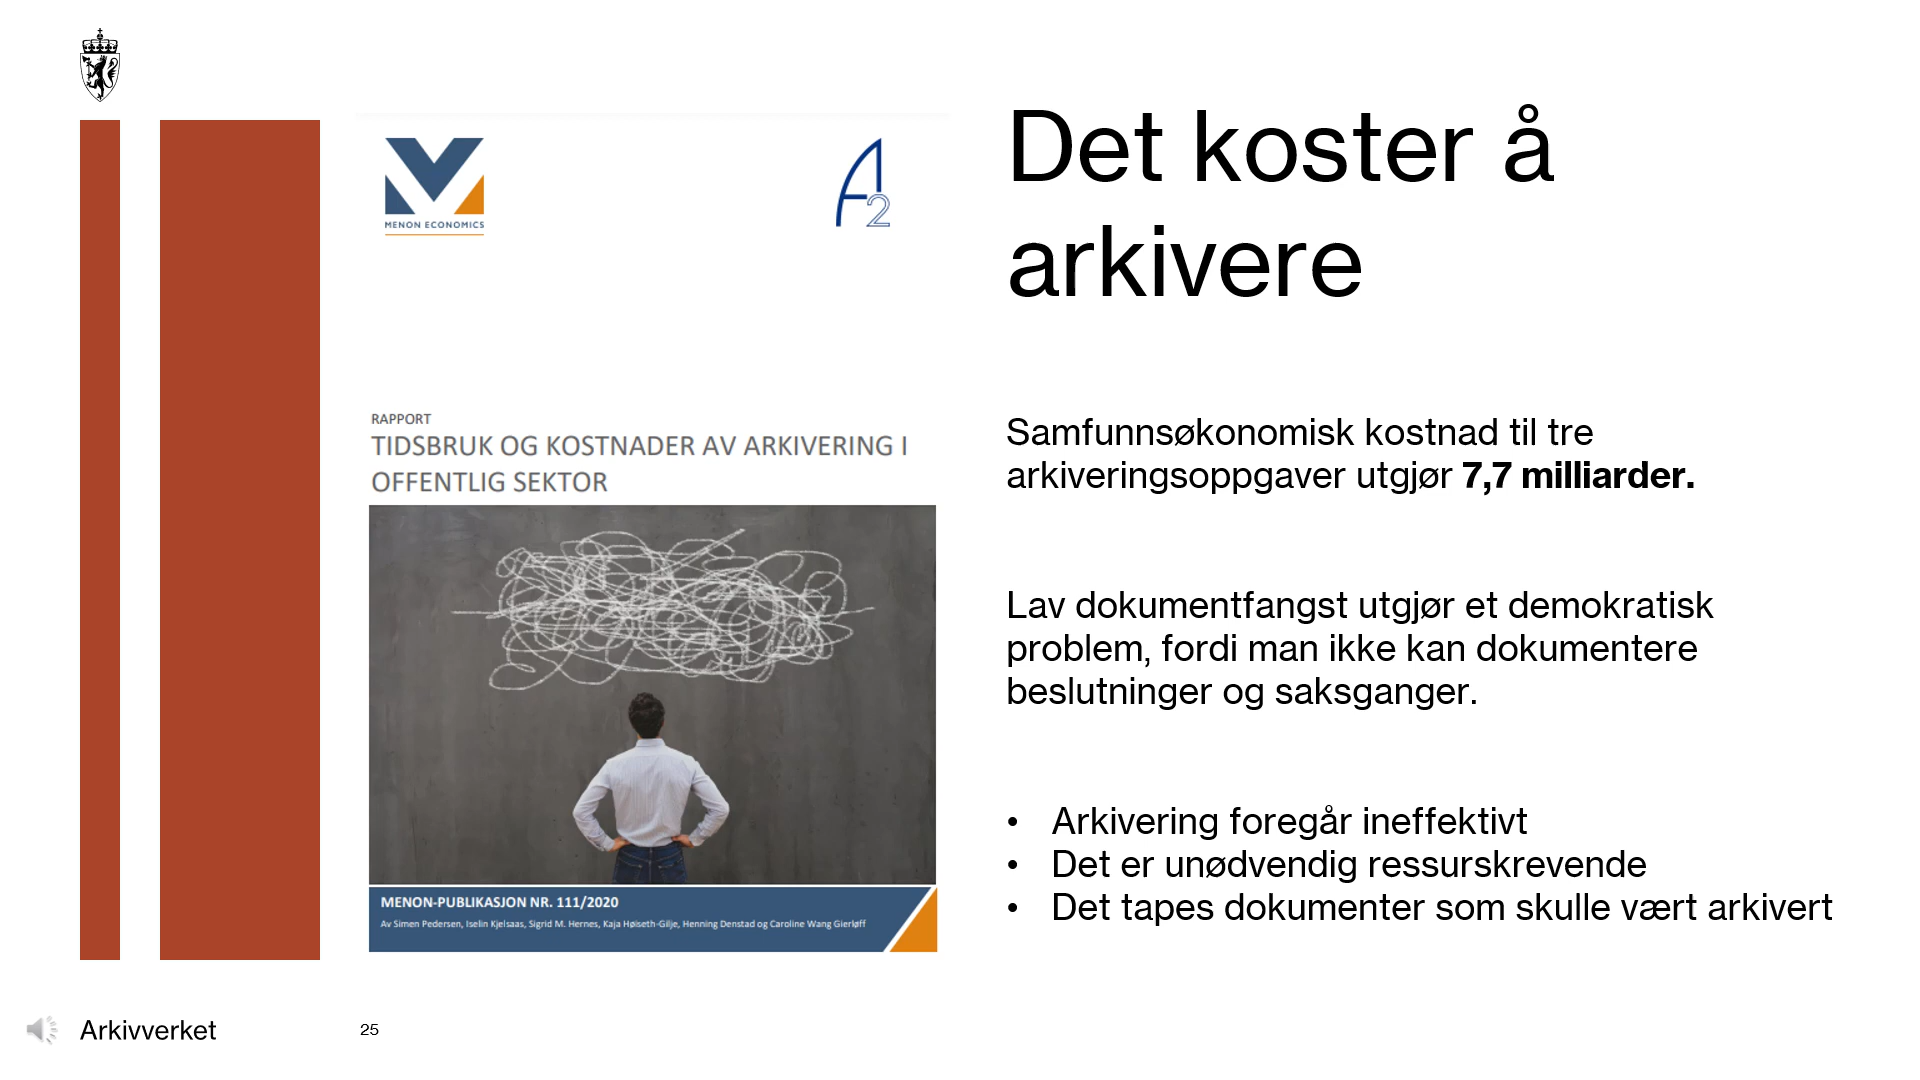 MENON ECONOMICS
A2
RAPPORT
TIDSBRUK OG KOSTNADER AV ARKIVERING I
OFFENTLIG SEKTOR
MENON-PUBLIKASJON NR. 111/2020
Av Simen Pedersen, Iselin Kjelsaas, Sigrid M. Hernes, Kaja Høiseth-Gilje, Henning Denstad og Caroline Wang Gierløff
Det koster å
arkivere
Samfunnsøkonomisk kostnad til tre
arkiveringsoppgaver utgjør 7,7 milliarder.
Lav dokumentfangst utgjør et demokratisk
problem, fordi man ikke kan dokumentere
beslutninger og saksganger.
• Arkivering foregår ineffektivt
• Det er unødvendig ressurskrevende
• Det tapes dokumenter som skulle vært arkivert
Arkivverket
25